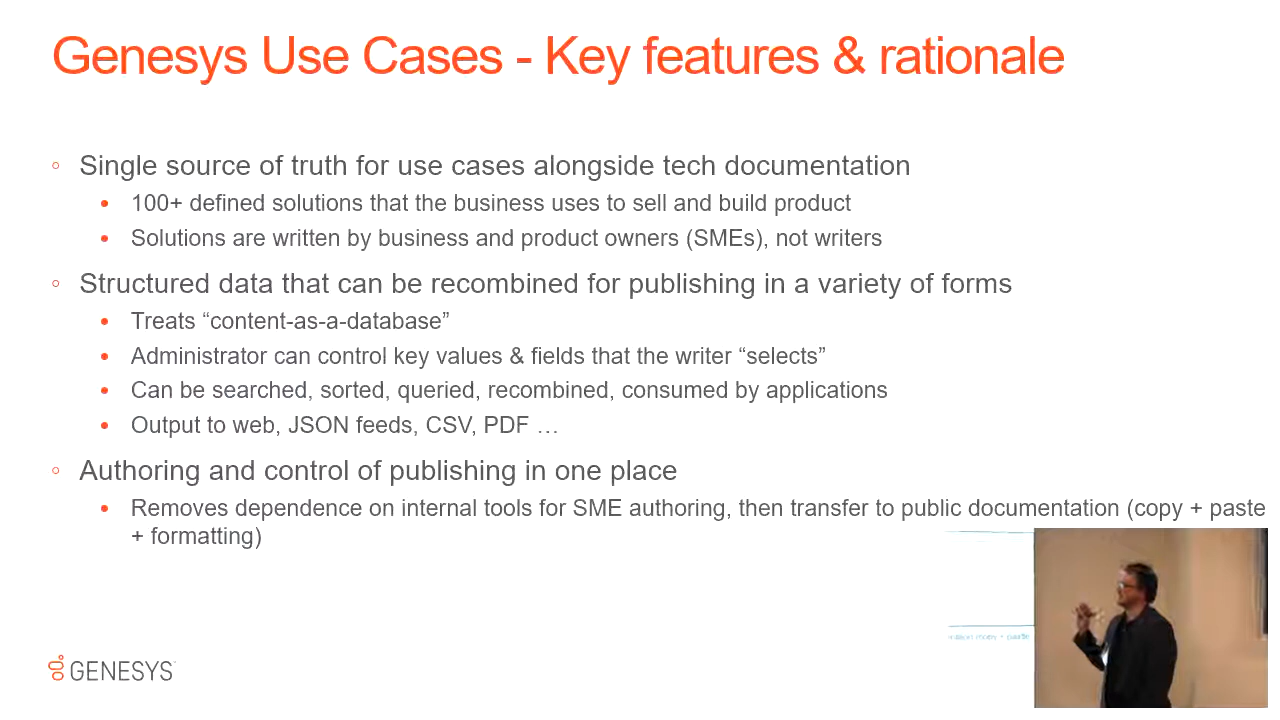 Genesys Use Cases - Key features & rationale
Single source of truth for use cases alongside tech documentation
100+ defined solutions that the business uses to sell and build product
Solutions are written by business and product owners (SMEs), not writers
Structured data that can be recombined for publishing in a variety of forms
Treats “content-as-a-database”
Administrator can control key values & fields that the writer “selects”
Can be searched, sorted, queried, recombined, consumed by applications
Output to web, JSON feeds, CSV, PDF …
Authoring and control of publishing in one place
Removes dependence on internal tools for SME authoring, then transfer to public documentation (copy + paste
+ formatting)
GENESYS